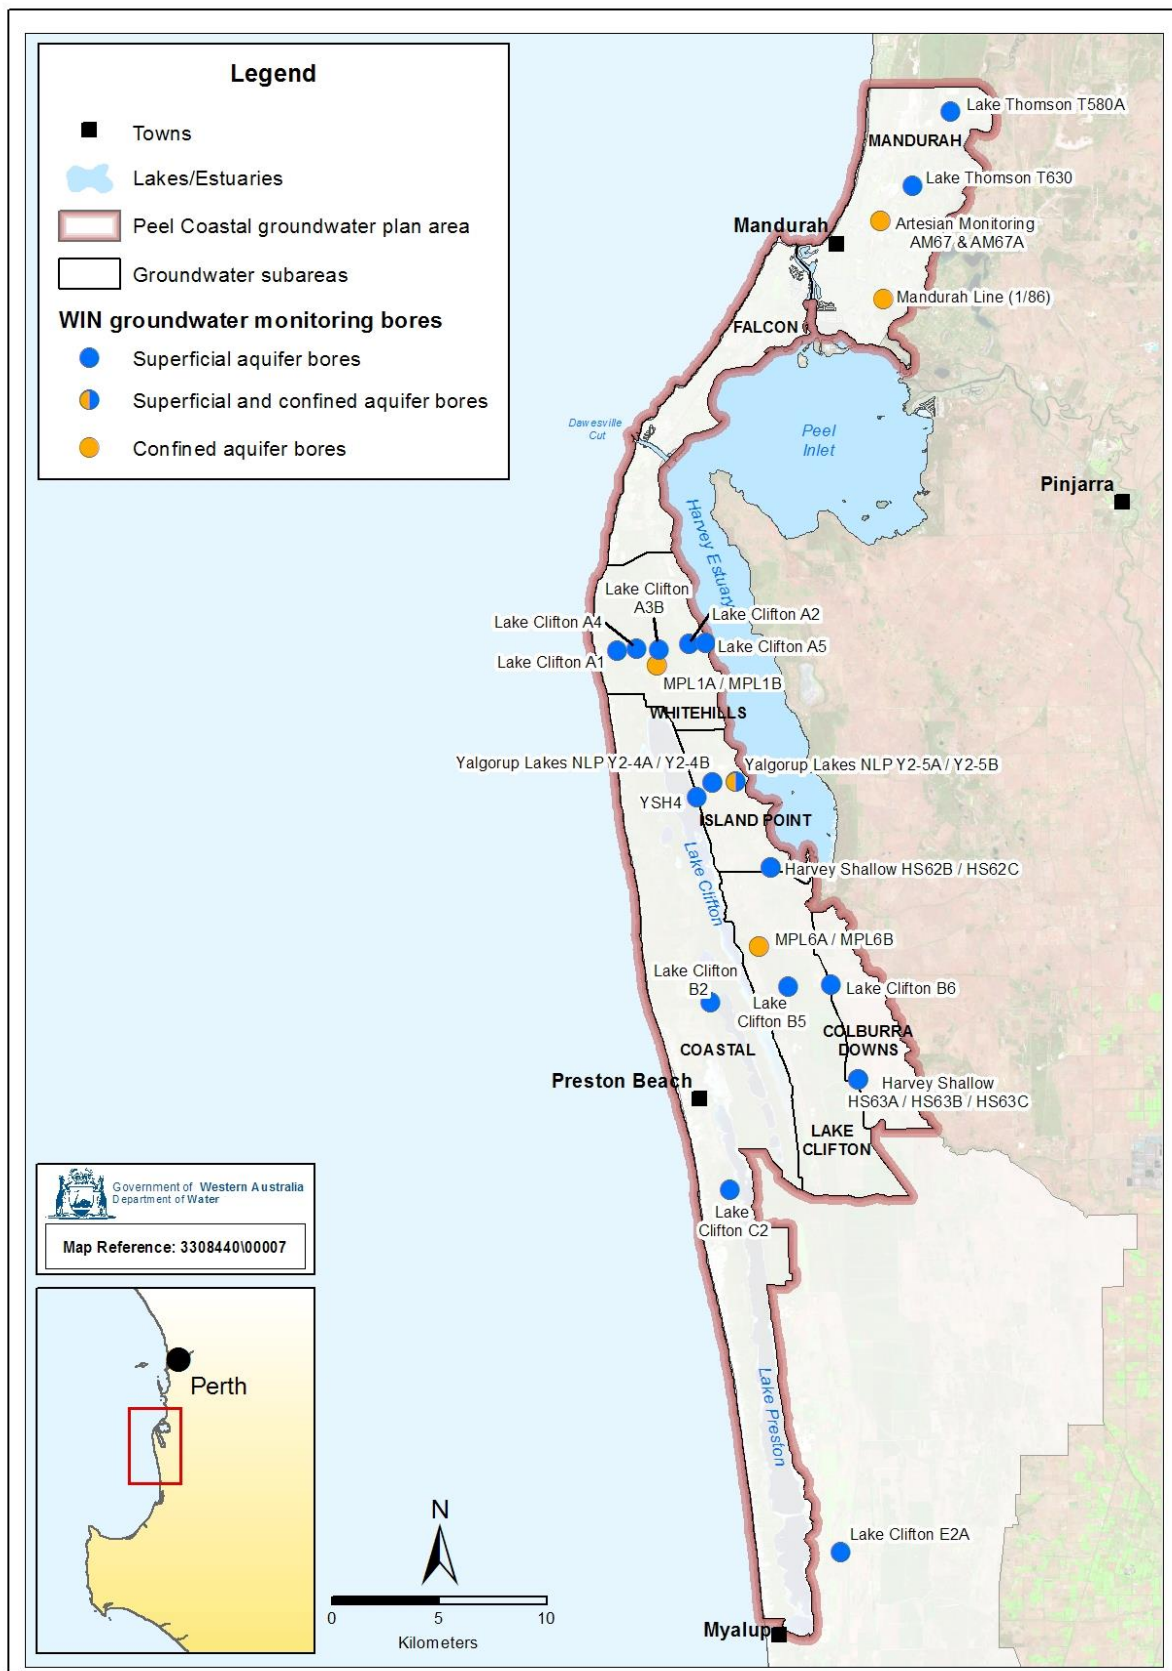 Legend
Towns
Lakes/Estuaries
Peel Coastal groundwater plan area
Groundwater subareas
WIN groundwater monitoring bores
Superficial aquifer bores
Superficial and confined aquifer bores
Confined aquifer bores
Lake Thomson T580A
MANDURAH
Lake Thomson T630
Artesian Monitoring
AM67 & AM67A
Mandurah
Mandurah Line (1/86)
FALCON
Dawesville
Cut
Peel
Inlet
Pinjarra
Harvey Estuary
Lake Clifton
A3B
Lake Clifton A2
Lake Clifton A4
Lake Clifton A5
Lake Clifton A1
MPL1A / MPL1B
WHITEHILLS
Yalgorup Lakes NLP Y2-4A / Y2-4B
Yalgorup Lakes NLP Y2-5A / Y2-5B
YSH4
ISLAND POINT
Lake Clifton
Harvey Shallow HS62B / HS62C
MPL6A / MPL6B
Lake Clifton
B2
Lake
Clifton B5
Lake Clifton B6
COLBURRA
DOWNS
COASTAL
Preston Beach
Harvey Shallow
HS63A / HS63B / HS63C
LAKE
CLIFTON
Lake
Clifton C2
Lake Preston
Lake Clifton E2A
Myalup
Government of Western Australia
Department of Water
Map Reference: 3308440\00007
Perth
N
0 5 10
Kilometers